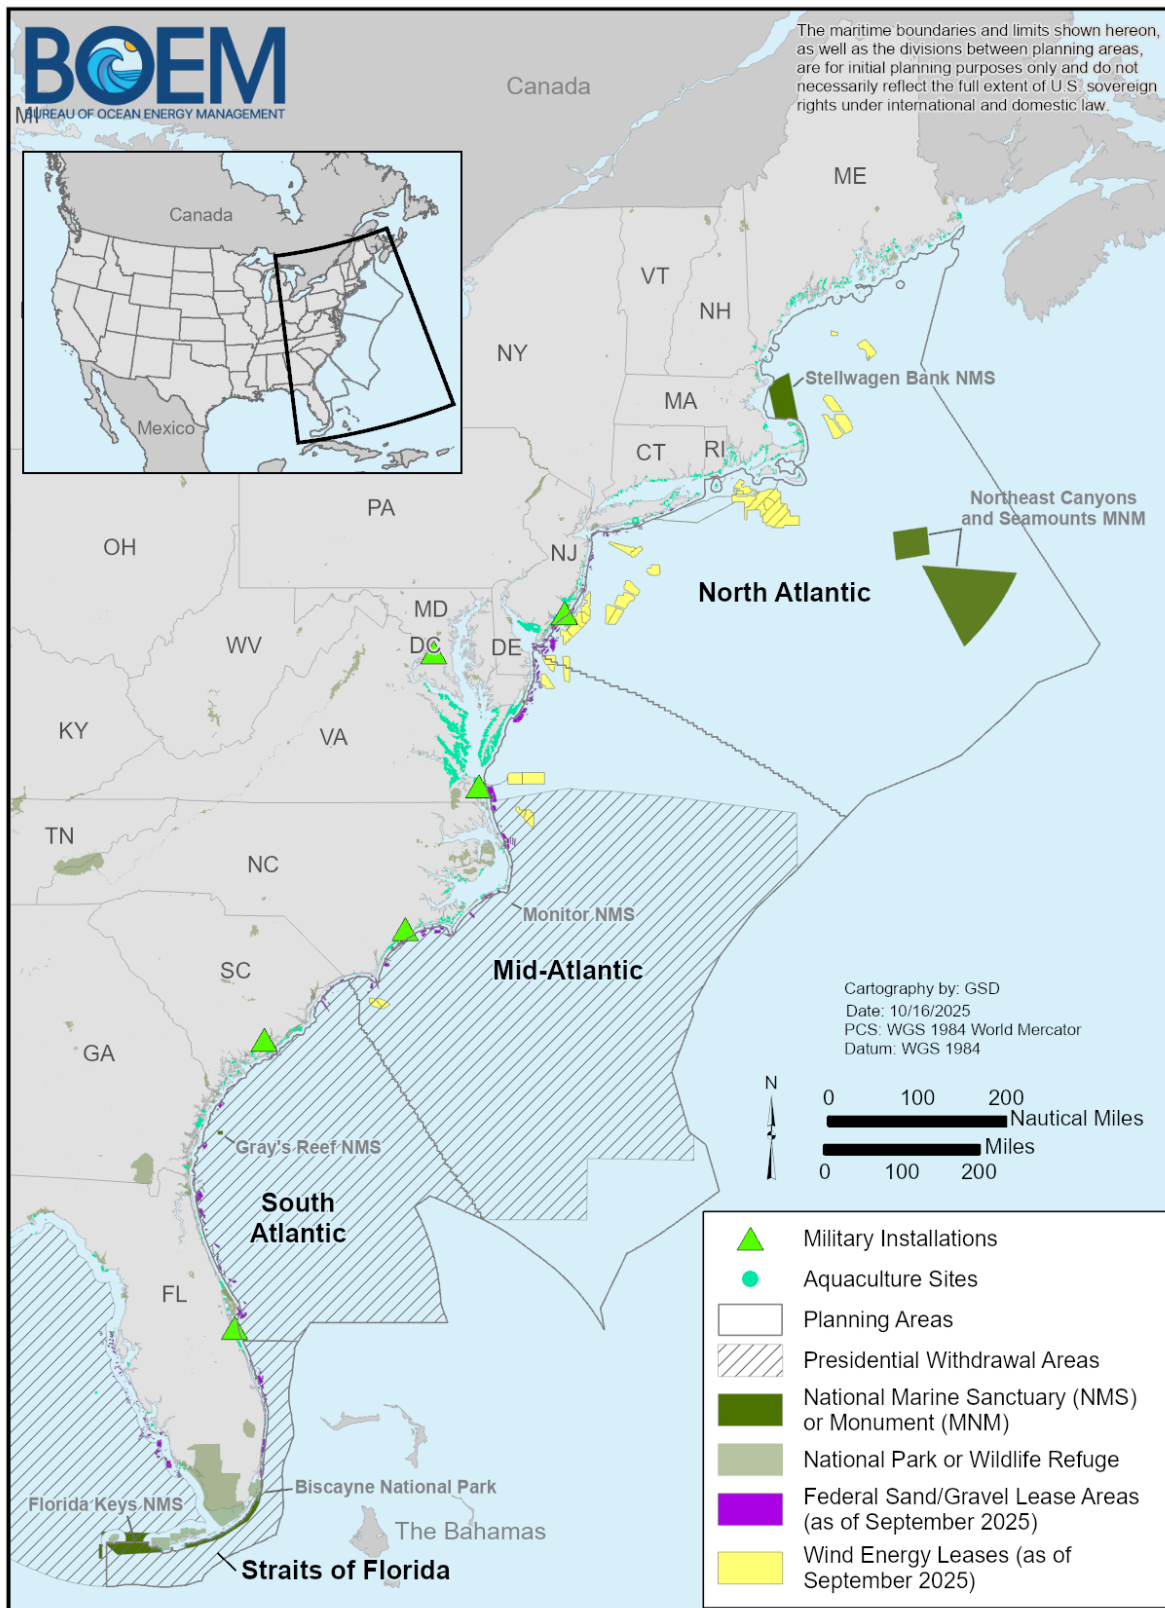 BOEM
BUREAU OF OCEAN ENERGY MANAGEMENT
The maritime boundaries and limits shown hereon,
as well as the divisions between planning areas,
are for initial planning purposes only and do not
necessarily reflect the full extent of U.S. sovereign
rights under international and domestic law.
MI
Canada
Canada
Mexico
ME
VT
NH
NY
Stellwagen Bank NMS
MA
CT
RI
Northeast Canyons
and Seamounts MNM
PA
OH
NJ
North Atlantic
MD
DC
DE
WV
KY
VA
TN
NC
Monitor NMS
Mid-Atlantic
SC
GA
Cartography by: GSD
Date: 10/16/2025
PCS: WGS 1984 World Mercator
Datum: WGS 1984
N
0 100 200
Nautical Miles
Miles
0 100 200
Gray's Reef NMS
South
Atlantic
FL
Biscayne National Park
Florida Keys NMS
The Bahamas
Straits of Florida
Military Installations
Aquaculture Sites
Planning Areas
Presidential Withdrawal Areas
National Marine Sanctuary (NMS)
or Monument (MNM)
National Park or Wildlife Refuge
Federal Sand/Gravel Lease Areas
(as of September 2025)
Wind Energy Leases (as of
September 2025)